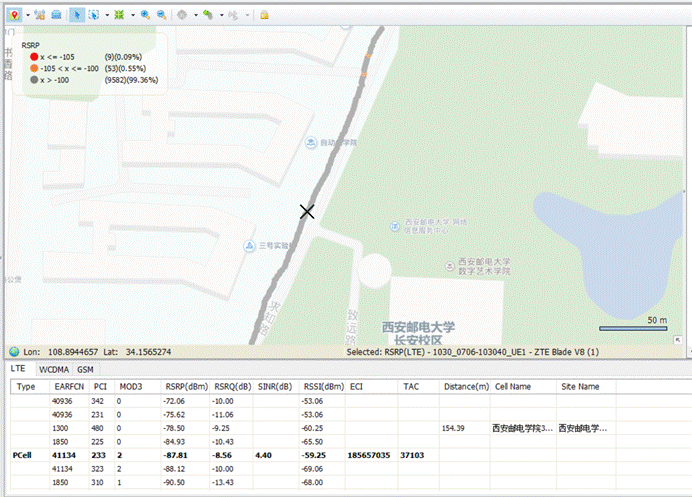 RSRP
x <= -105 (9)(0.09%)
-105 < x <= -100 (53)(0.55%)
x > -100 (9582)(99.36%)
书香路
三号实验楼
求知路
致远路
西安邮电大学-网络
信息服务中心
西安邮电大学
数字艺术学院
西安邮电大学
长安校区
50 m
Lon: 108.8944657 Lat: 34.1565274 Selected: RSRP(LTE) - 1030_0706-103040_UE1 - ZTE Blade V8 (1)
LTE WCDMA GSM
Type EARFCN PCI MOD3 RSRP(dBm) RSRQ(dB) SINR(dB) RSSI(dBm) ECI TAC Distance(m) Cell Name Site Name
40936 342 0 -72.06 -10.00 -53.06
40936 231 0 -75.62 -11.06 -53.06
1300 480 0 -78.50 -9.25 -60.25 154.39 西安邮电学院3... 西安邮电学...
1850 225 0 -84.93 -10.43 -65.50
PCell 41134 233 2 -87.81 -8.56 4.40 -59.25 185657035 37103
41134 323 2 -88.12 -10.00 -69.06
1850 310 1 -90.50 -13.43 -68.00